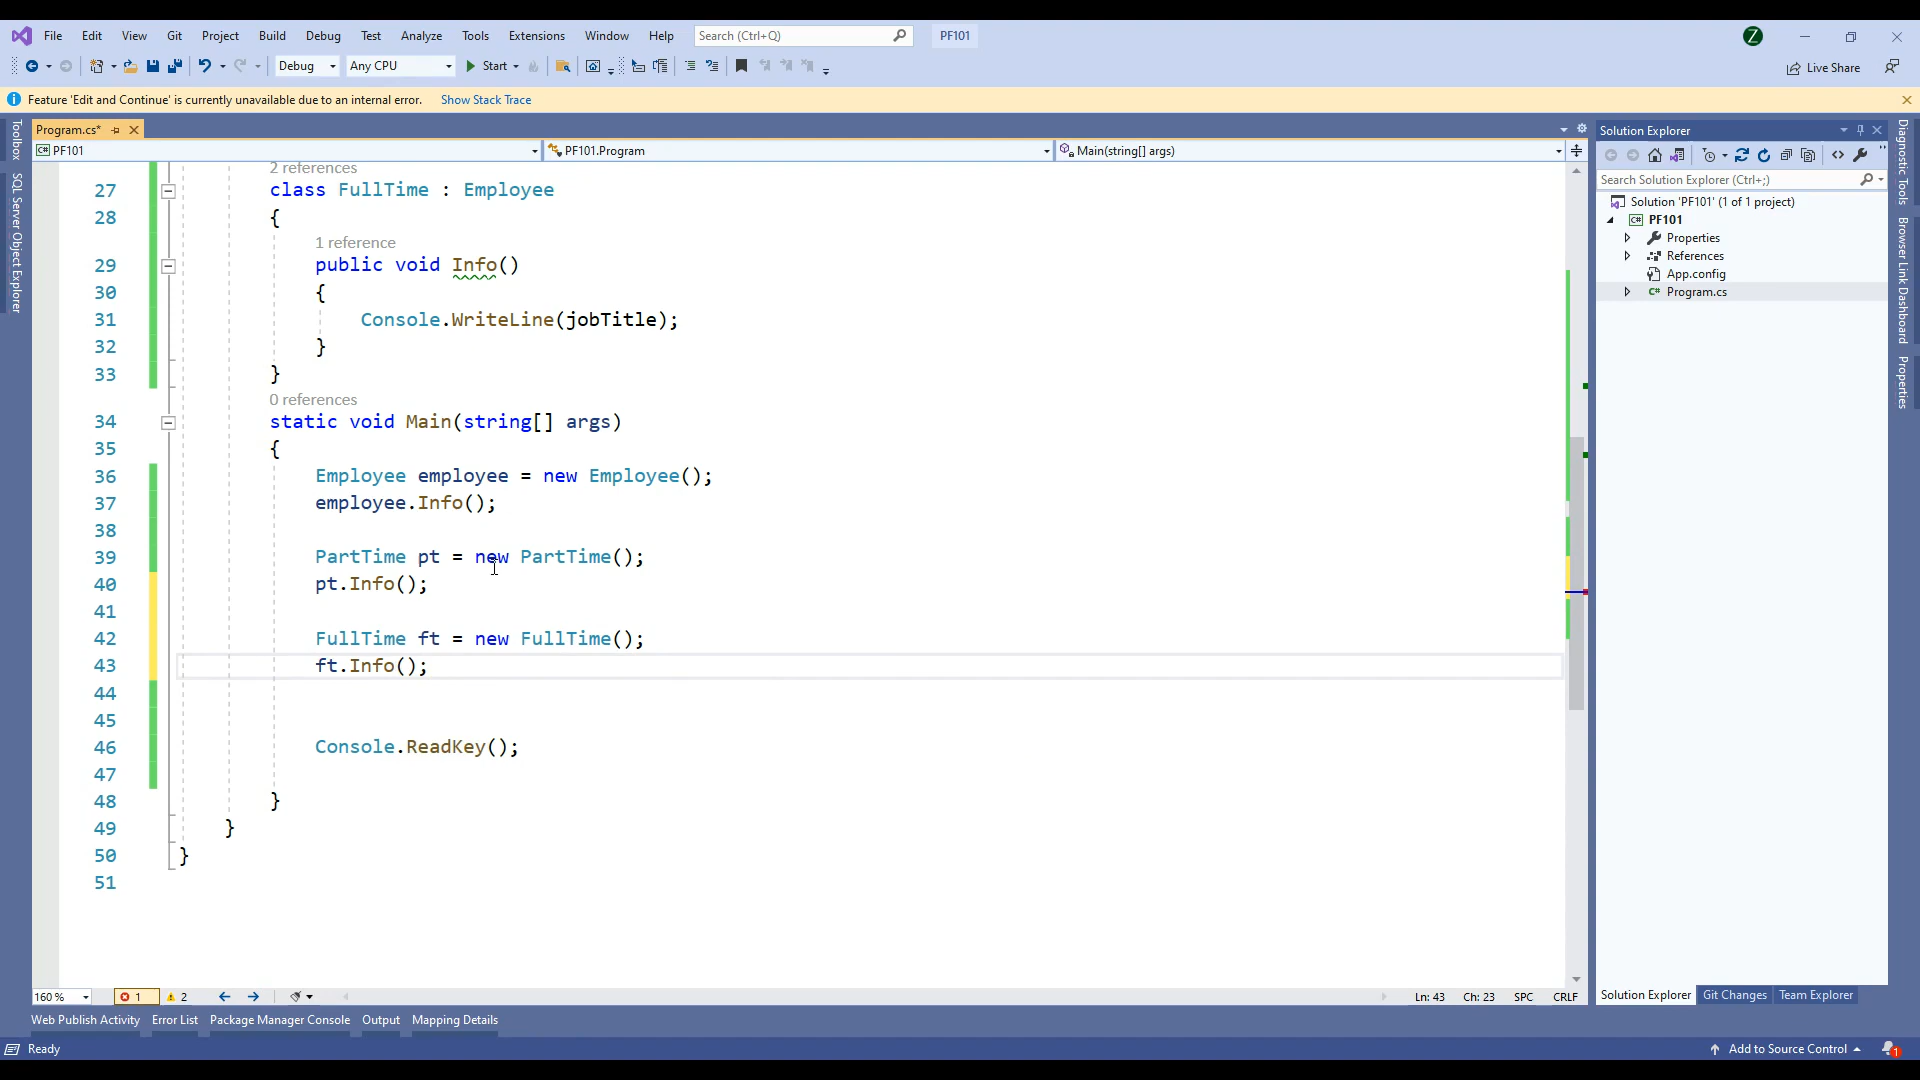 File Edit View Git Project Build Debug Test Analyze Tools Extensions Window Help Search (Ctrl+Q) PF101 Z
Debug Any CPU Start Live Share
Feature 'Edit and Continue' is currently unavailable due to an internal error. Show Stack Trace
Program.cs*
PF101 PF101.Program Main(string[] args)
2 references
27 class FullTime : Employee
28 {
1 reference
29 public void Info()
30 {
31 Console.WriteLine(jobTitle);
32 }
33 }
0 references
34 static void Main(string[] args)
35 {
36 Employee employee = new Employee();
37 employee.Info();
38
39 PartTime pt = new PartTime();
40 pt.Info();
41
42 FullTime ft = new FullTime();
43 ft.Info();
44
45
46 Console.ReadKey();
47
48 }
49 }
50 }
51
160 % 1 2 Ln: 43 Ch: 23 SPC CRLF
Toolbox
SQL Server Object Explorer
Solution Explorer
Search Solution Explorer (Ctrl+;)
Solution 'PF101' (1 of 1 project)
C# PF101
Properties
References
App.config
C# Program.cs
Solution Explorer Git Changes Team Explorer
Diagnostic Tools
Browser Link Dashboard
Properties
Web Publish Activity Error List Package Manager Console Output Mapping Details
Ready Add to Source Control 1